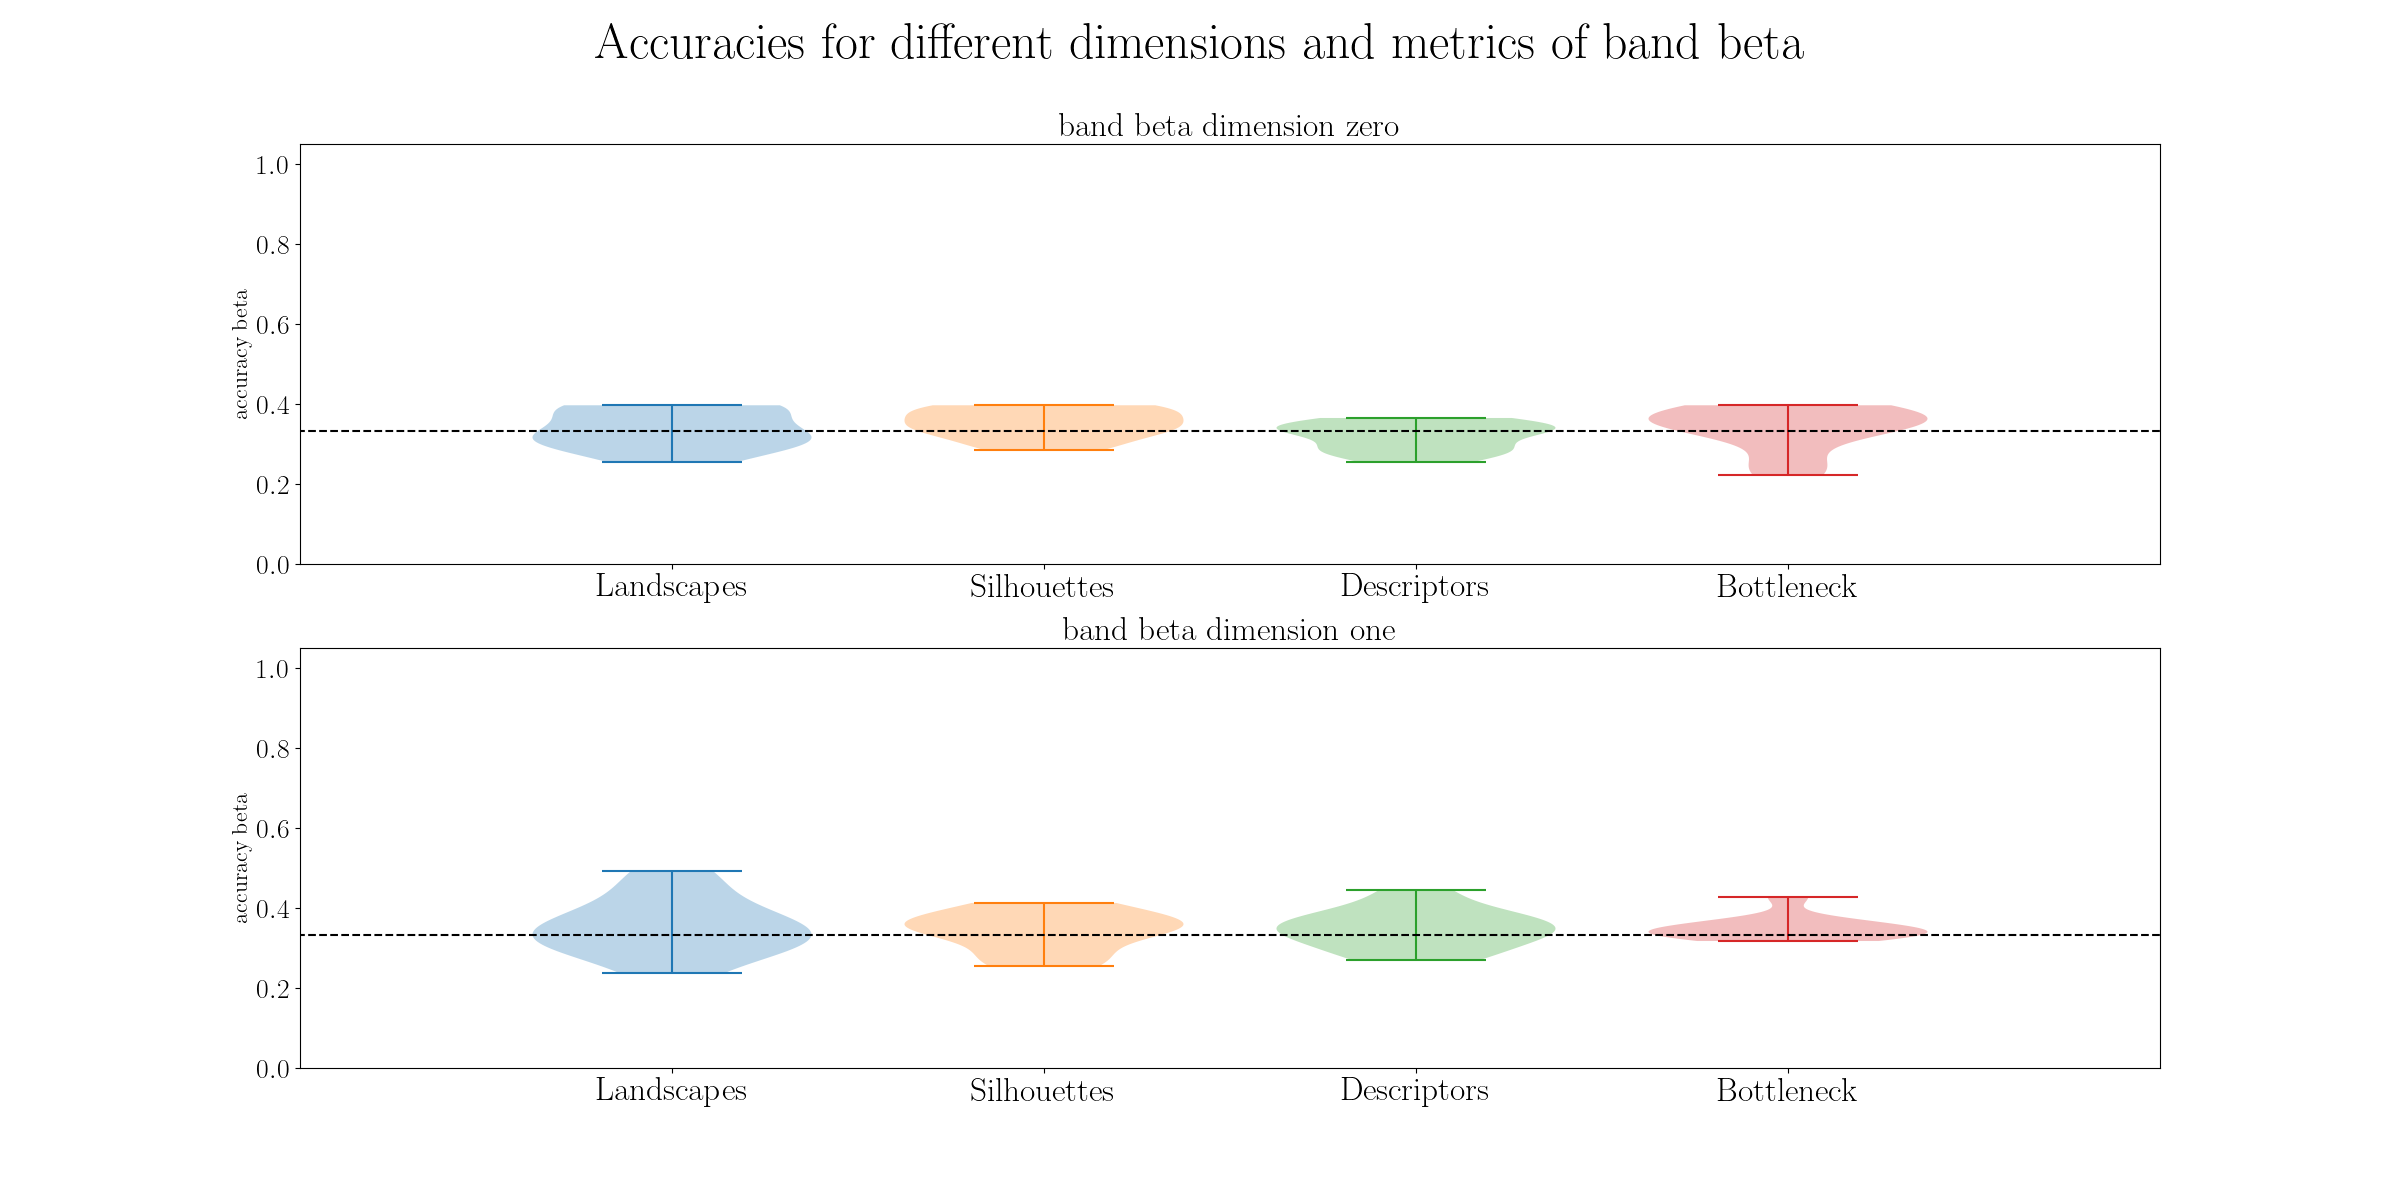 Accuracies for different dimensions and metrics of band beta
band beta dimension zero
accuracy beta
1.0
0.8
0.6
0.4
0.2
0.0
Landscapes Silhouettes Descriptors Bottleneck
band beta dimension one
accuracy beta
1.0
0.8
0.6
0.4
0.2
0.0
Landscapes Silhouettes Descriptors Bottleneck